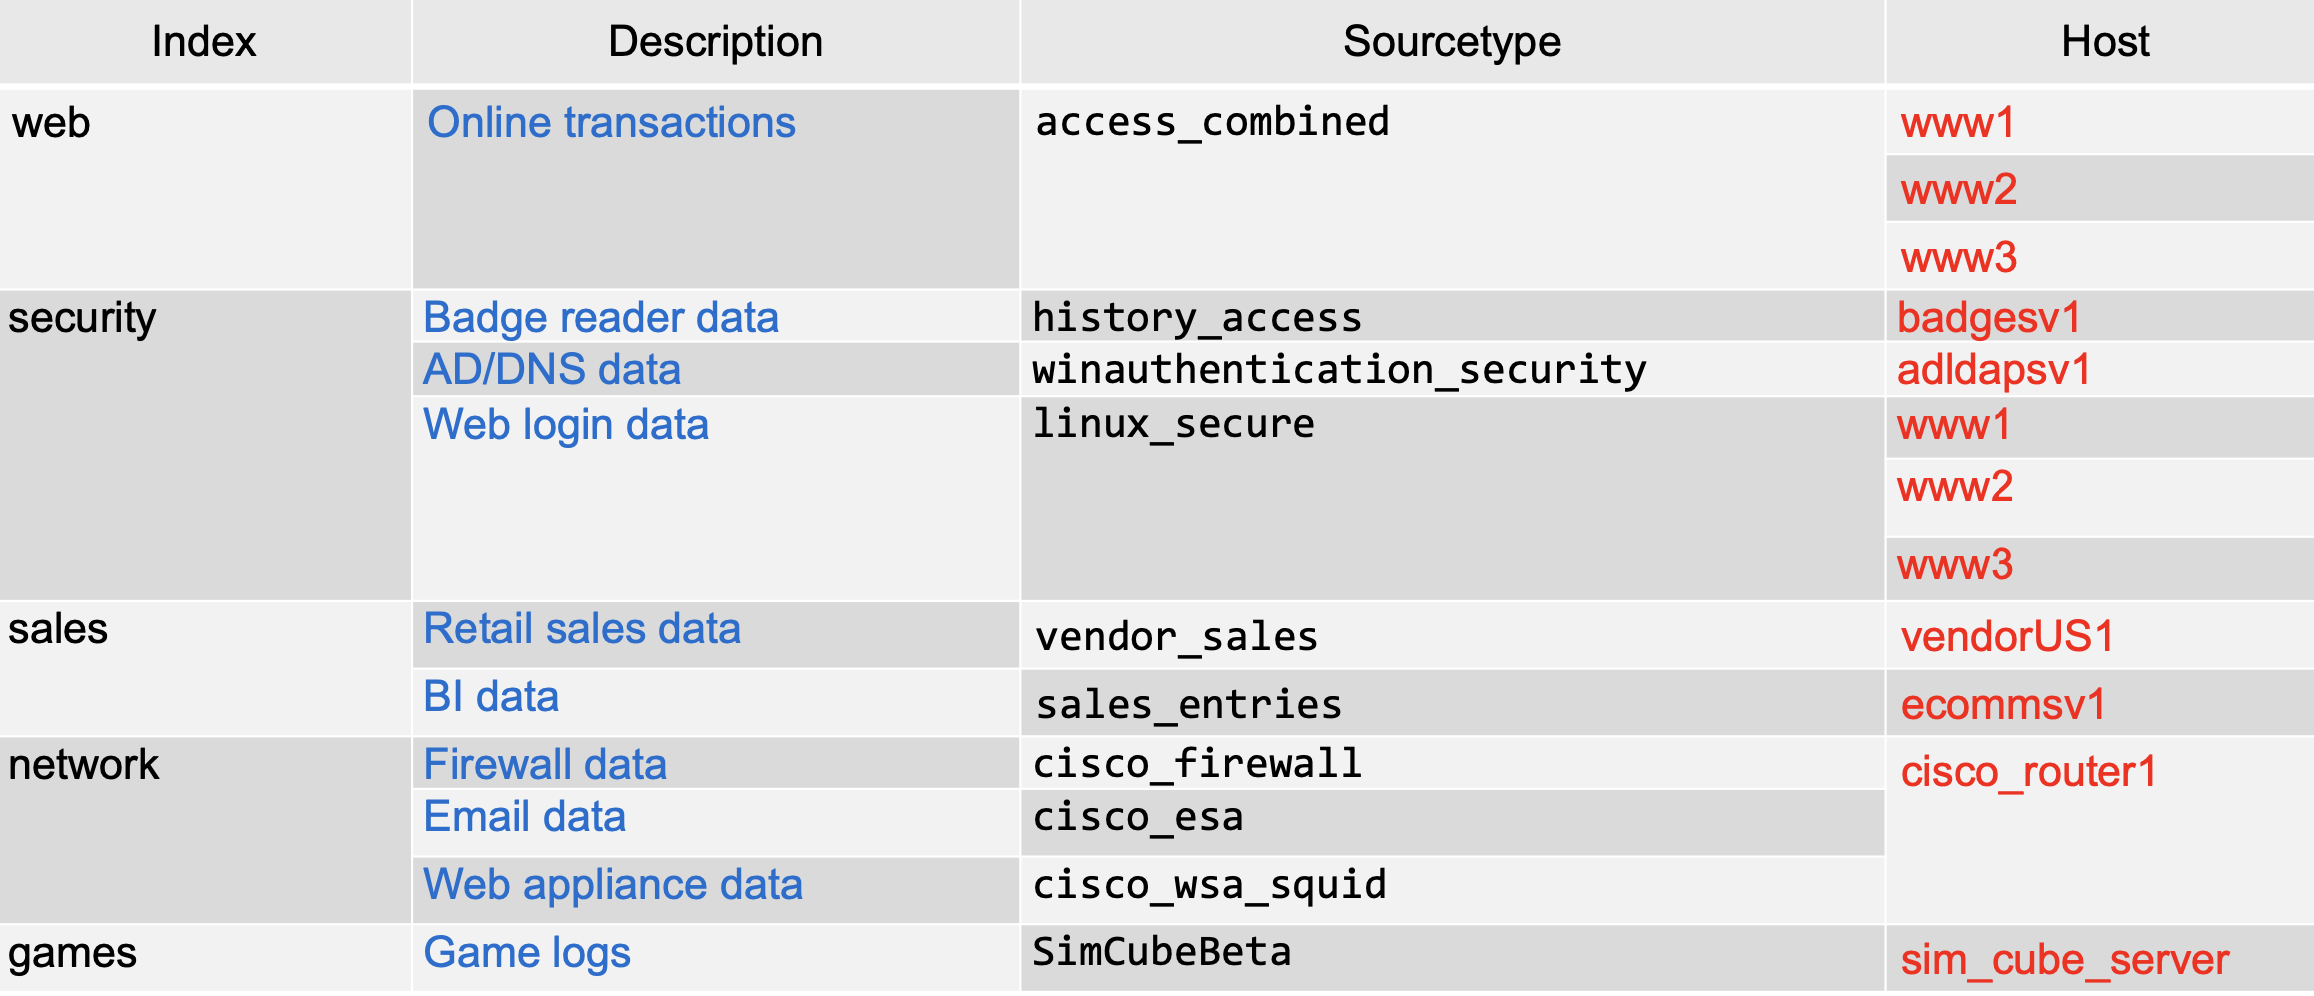 Index Description Sourcetype Host
web Online transactions access_combined www1
www2
www3
security Badge reader data history_access badgesv1
AD/DNS data winauthentication_security adldapsv1
Web login data linux_secure www1
www2
www3
sales Retail sales data vendor_sales vendorUS1
BI data sales_entries ecommsv1
network Firewall data cisco_firewall cisco_router1
Email data cisco_esa
Web appliance data cisco_wsa_squid
games Game logs SimCubeBeta sim_cube_server